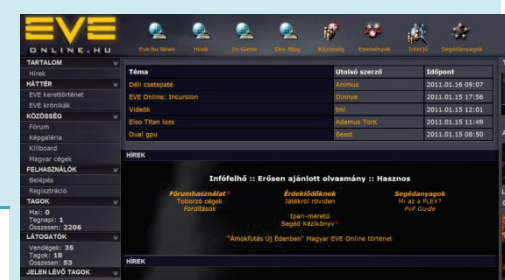 EVE
ONLINE.HU
Eve.hu News Hírek In-Game Dev-Blog Közösség Események Interjú Segédanyagok
TARTALOM
Hírek
HÁTTÉR
EVE kerettörténet
EVE krónikák
KÖZÖSSÉG
Fórum
Képgaléria
Killboard
Magyar cégek
FELHASZNÁLÓK
Belépés
Regisztráció
TAGOK
Mai: 0
Tegnapi: 1
Összesen: 2206
LÁTOGATÓK
Vendégek: 35
Tagok: 18
Összesen: 53
JELEN LÉVŐ TAGOK
Téma Utolsó szerző Időpont
Déli csetepaté Animus 2011.01.16 09:07
EVE Online: Incursion Dinnye 2011.01.15 17:56
Videók Imi 2011.01.15 12:01
Elso Titan loss Adamus TorK 2011.01.15 11:49
Dual gpu Beast 2011.01.15 08:50
HÍREK
Infófelhő :: Erősen ajánlott olvasmány :: Hasznos
Fórumhasználat* Érdeklődőknek Segédanyagok
Toborzó cégek Játékról röviden Mi az a PLEX?
Fordítások PvP Guide
Ipari-méretű
Segéd Kézikönyv*
"Ámokfutás Új Édenben" Magyar EVE Online történet
HÍREK